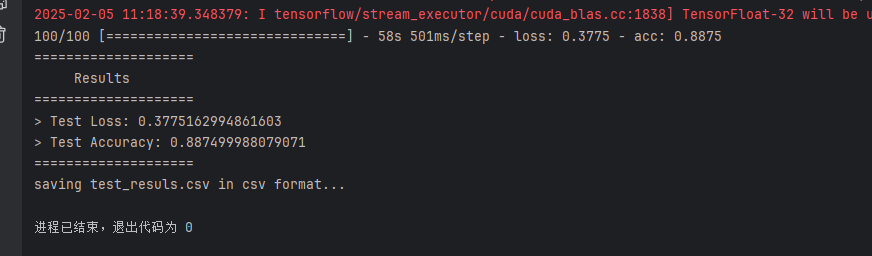 2025-02-05 11:18:39.348379: I tensorflow/stream_executor/cuda/cuda_blas.cc:1838] TensorFloat-32 will be u
100/100 [==============================] - 58s 501ms/step - loss: 0.3775 - acc: 0.8875
====================
Results
====================
> Test Loss: 0.3775162994861603
> Test Accuracy: 0.887499988079071
====================
saving test_resuls.csv in csv format...
进程已结束，退出代码为 0